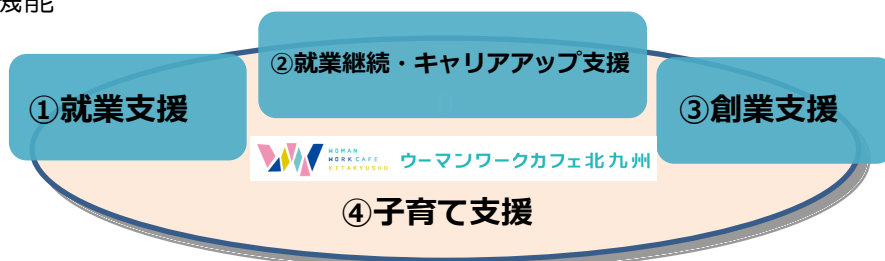 機能
②就業継続・キャリアアップ支援
①就業支援
③創業支援
WOMAN
WORK CAFE
KITAKYUSHU
ウーマンワークカフェ北九州
④子育て支援